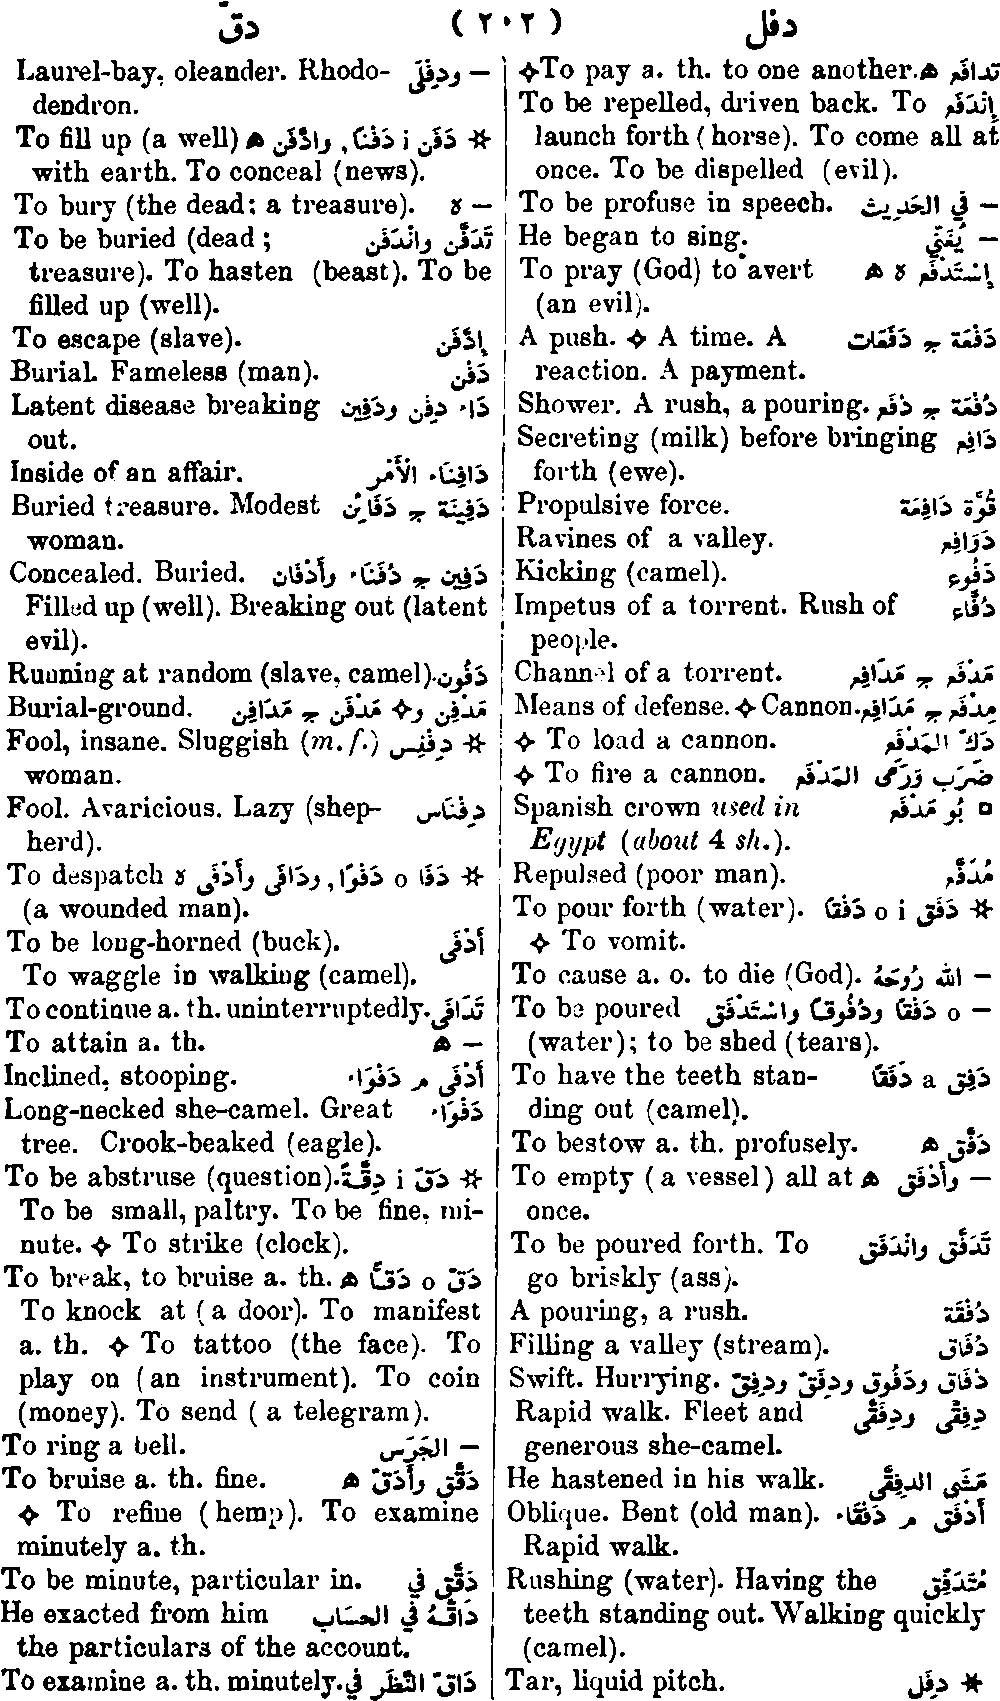 دقّ ( ٢٠٢ ) دفل
✧To pay a. th. to one another.ه تَدَافَع
To be repelled, driven back. To إِنْدَفَع
launch forth (horse). To come all at
once. To be dispelled (evil).
To be profuse in speech. – في الحَدِيث
He began to sing. – يُغَنِّي
To pray (God) to avert إِسْتَدْفَع ه ه
(an evil).
A push. ✧ A time. A دَفْعَة ج دَفَعَات
reaction. A payment.
Shower. A rush, a pouring. دُفْعَة ج دُفَع
Secreting (milk) before bringing دَافِع
forth (ewe).
Propulsive force. قُوَّة دَافِعَة
Ravines of a valley. دَوَافِع
Kicking (camel). دَفُوع
Impetus of a torrent. Rush of دُفَّاع
people.
Channel of a torrent. مَدْفَع ج مَدَافِع
Means of defense.✧ Cannon. مِدْفَع ج مَدَافِع
✧ To load a cannon. دَكّ المَدْفَع
✧ To fire a cannon. ضَرَب وَرَمَى المَدْفَع
Spanish crown used in □ بُو مَدْفَع
Egypt (about 4 sh.).
Repulsed (poor man). مُدَفَّع
To pour forth (water). ✲ دَفَق i o دَفْقًا
✧ To vomit.
To cause a. o. to die (God). – الله رُوحَهُ
To be poured – o دَفْقًا ودُفُوقًا واسْتَدْفَق
(water); to be shed (tears).
To have the teeth stan- دَفِق a دَفَقًا
ding out (camel).
To bestow a. th. profusely. دَفَّق ه
To empty (a vessel) all at – وأَدْفَق ه
once.
To be poured forth. To تَدَفَّق وانْدَفَق
go briskly (ass).
A pouring, a rush. دُفْقَة
Filling a valley (stream). دُفَاق
Swift. Hurrying. دُفَاق ودَفُوق ودِفَقّ ودِفِقّ
Rapid walk. Fleet and دِفِقَّى ودِفَقَّى
generous she-camel.
He hastened in his walk. مَشَى الدِفِقَّى
Oblique. Bent (old man). أَدْفَق م دَفْقَاء
Rapid walk.
Rushing (water). Having the مُتَدَفِّق
teeth standing out. Walking quickly
(camel).
Tar, liquid pitch. ✲ دِفْل
Laurel-bay, oleander. Rhodo- – ودِفْلَى
dendron.
To fill up (a well) ✲ دَفَن i دَفْنًا, وادَّفَن ه
with earth. To conceal (news).
To bury (the dead; a treasure). – ه
To be buried (dead; تَدَفَّن وانْدَفَن
treasure). To hasten (beast). To be
filled up (well).
To escape (slave). إِدَّفَن
Burial. Fameless (man). دَفْن
Latent disease breaking دَاء دِفْن ودَفِين
out.
Inside of an affair. دَافِنَاء الأَمْر
Buried treasure. Modest دَفِينَة ج دَفَائِن
woman.
Concealed. Buried. دَفِين ج دُفَنَاء وأَدْفَان
Filled up (well). Breaking out (latent
evil).
Running at random (slave, camel). دَفُون
Burial-ground. مَدْفِن و✧ مَدْفَن ج مَدَافِن
Fool, insane. Sluggish (m. f.) ✲ دِفْنِس
woman.
Fool. Avaricious. Lazy (shep- دِفْنَاس
herd).
To despatch ✲ دَفَا o دَفْوًا, ودَافَى وأَدْفَى ه
(a wounded man).
To be long-horned (buck). أَدْفَى
To waggle in walking (camel).
To continue a. th. uninterruptedly. تَدَافَى
To attain a. th. – ه
Inclined, stooping. أَدْفَى م دَفْوَاء
Long-necked she-camel. Great دَفْوَاء
tree. Crook-beaked (eagle).
To be abstruse (question). ✲ دَقّ i دِقَّةً
To be small, paltry. To be fine, mi-
nute. ✧ To strike (clock).
To break, to bruise a. th. دَقّ o دَقًّا ه
To knock at (a door). To manifest
a. th. ✧ To tattoo (the face). To
play on (an instrument). To coin
(money). To send (a telegram).
To ring a bell. – الجَرَس
To bruise a. th. fine. دَقَّق وأَدَقّ ه
✧ To refine (hemp). To examine
minutely a. th.
To be minute, particular in. دَقَّق في
He exacted from him دَاقَّهُ في الحِسَاب
the particulars of the account.
To examine a. th. minutely. دَاقّ النَّظَر في